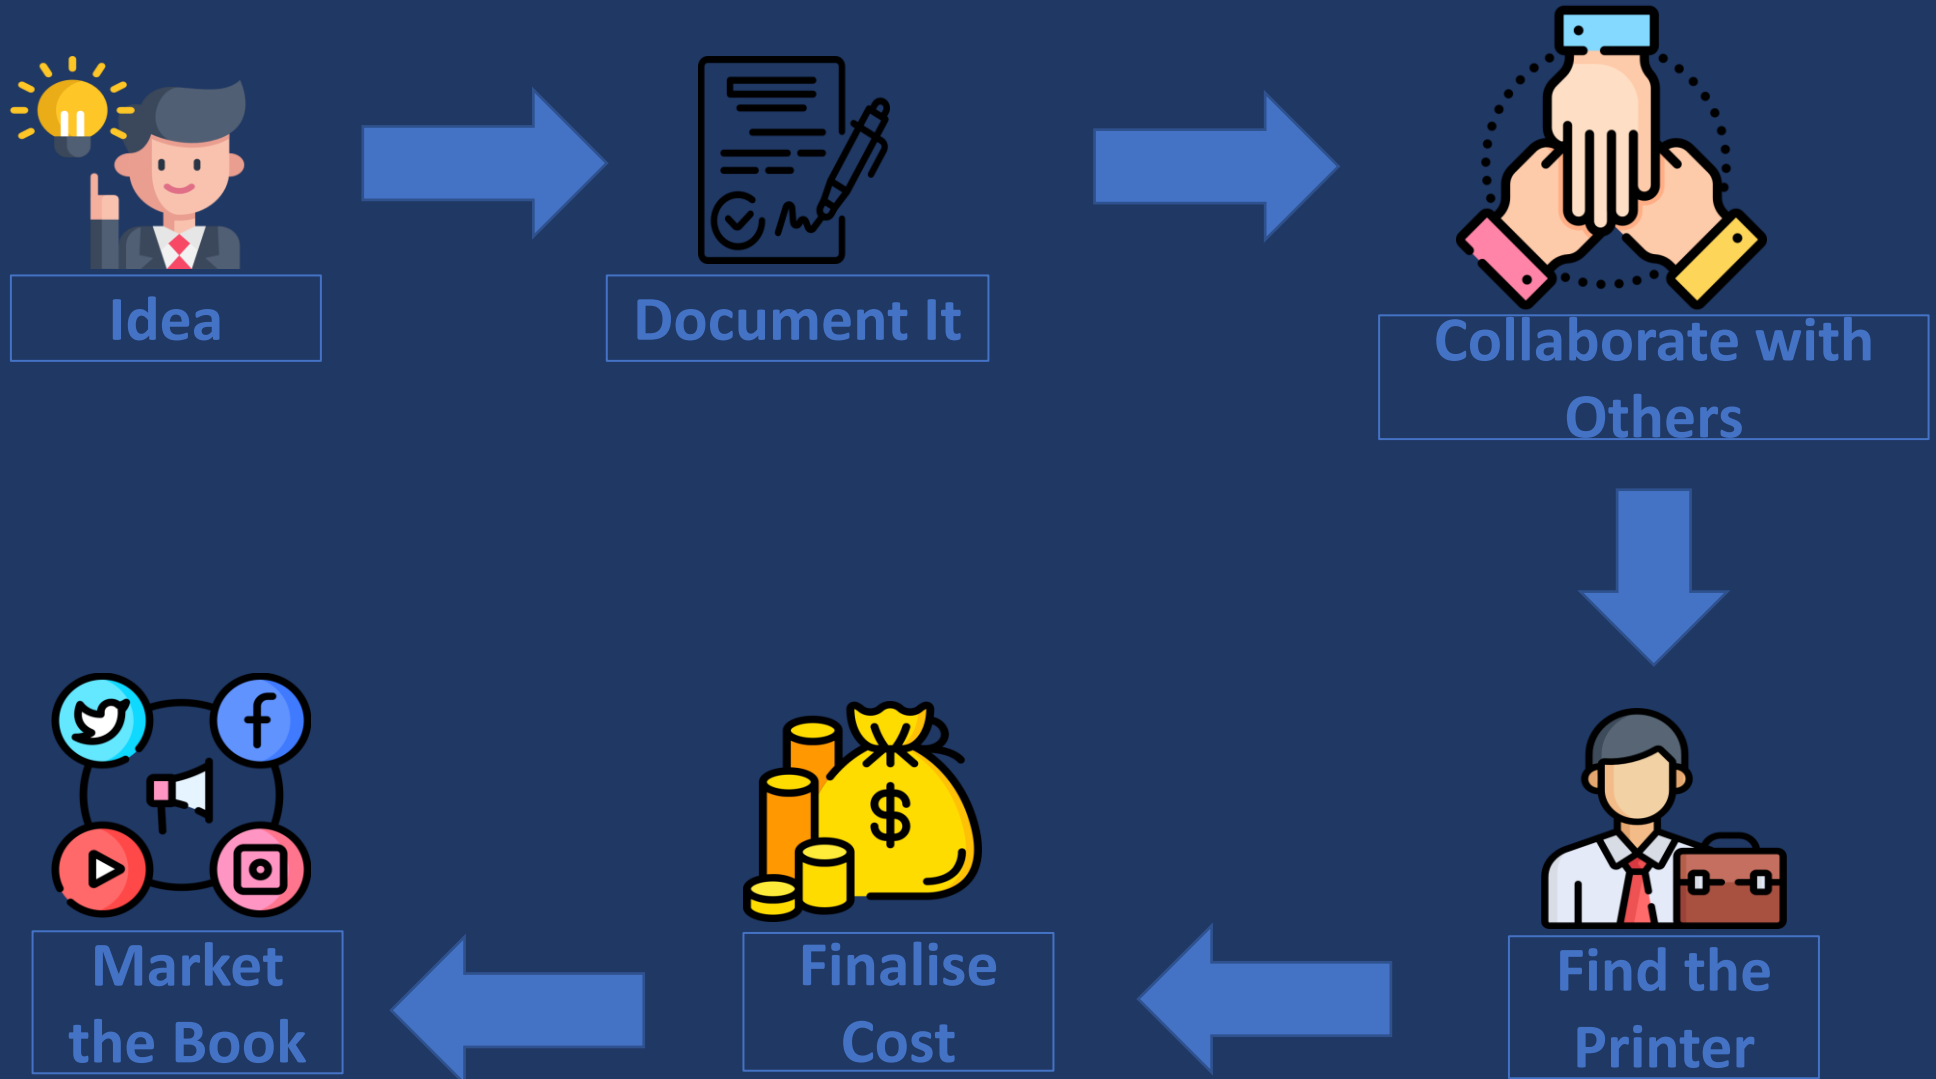 Idea
Document It
Collaborate with
Others
Find the
Printer
Finalise
Cost
$
Market
the Book